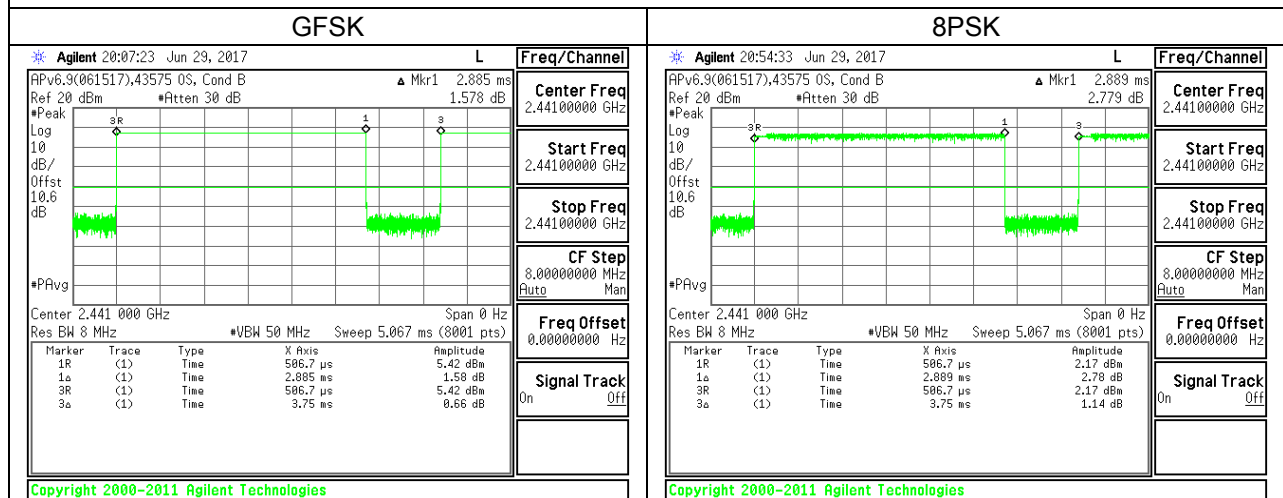 GFSK
Agilent 20:07:23 Jun 29, 2017 L
APv6.9(061517),43575 OS, Cond B
Δ Mkr1 2.885 ms
Ref 20 dBm #Atten 30 dB 1.578 dB
#Peak
Log
10
dB/
Offst
10.6
dB
#PAvg
3R
1
3
Center 2.441 000 GHz Span 0 Hz
Res BW 8 MHz #VBW 50 MHz Sweep 5.067 ms (8001 pts)
Marker Trace Type X Axis Amplitude
1R (1) Time 506.7 µs 5.42 dBm
1Δ (1) Time 2.885 ms 1.58 dB
3R (1) Time 506.7 µs 5.42 dBm
3Δ (1) Time 3.75 ms 0.66 dB
Copyright 2000-2011 Agilent Technologies
Freq/Channel
Center Freq
2.44100000 GHz
Start Freq
2.44100000 GHz
Stop Freq
2.44100000 GHz
CF Step
8.00000000 MHz
Auto Man
Freq Offset
0.00000000 Hz
Signal Track
On Off
8PSK
Agilent 20:54:33 Jun 29, 2017 L
APv6.9(061517),43575 OS, Cond B
Δ Mkr1 2.889 ms
Ref 20 dBm #Atten 30 dB 2.779 dB
#Peak
Log
10
dB/
Offst
10.6
dB
#PAvg
3R
1
3
Center 2.441 000 GHz Span 0 Hz
Res BW 8 MHz #VBW 50 MHz Sweep 5.067 ms (8001 pts)
Marker Trace Type X Axis Amplitude
1R (1) Time 506.7 µs 2.17 dBm
1Δ (1) Time 2.889 ms 2.78 dB
3R (1) Time 506.7 µs 2.17 dBm
3Δ (1) Time 3.75 ms 1.14 dB
Copyright 2000-2011 Agilent Technologies
Freq/Channel
Center Freq
2.44100000 GHz
Start Freq
2.44100000 GHz
Stop Freq
2.44100000 GHz
CF Step
8.00000000 MHz
Auto Man
Freq Offset
0.00000000 Hz
Signal Track
On Off